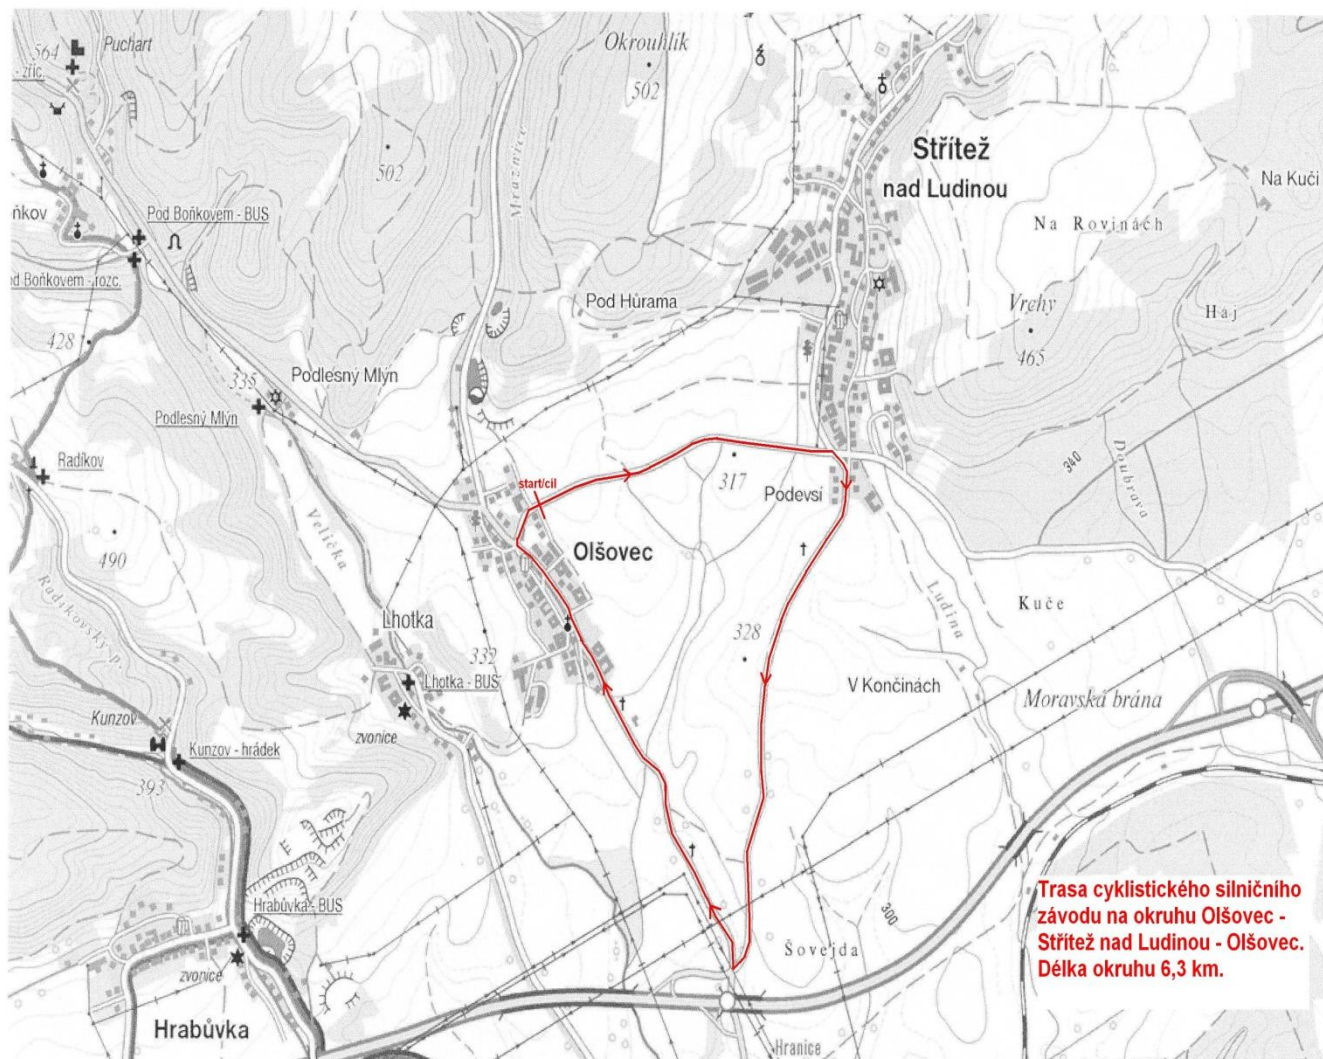 Puchart
564
- zříc.
Okrouhlík
502
502
Mraznice
Střítež
nad Ludinou
Na Kuči
Na Rovinách
Pod Boňkovem - BUS
od Boňkovem - rozc.
428
Pod Hůrama
Vrchy
465
Háj
335
Podlesný Mlýn
Podlesný Mlýn
Radíkov
490
Velička
Radíkovský p.
start/cíl
317
Podevsí
340
Doubrava
Olšovec
Kuče
Ludina
Lhotka
332
328
Lhotka - BUS
V Končinách
Moravská brána
Kunzov
zvonice
Kunzov - hrádek
393
Hrabůvka - BUS
300
Šovejda
zvonice
Hrabůvka
Hranice
Trasa cyklistického silničního
závodu na okruhu Olšovec -
Střítež nad Ludinou - Olšovec.
Délka okruhu 6,3 km.